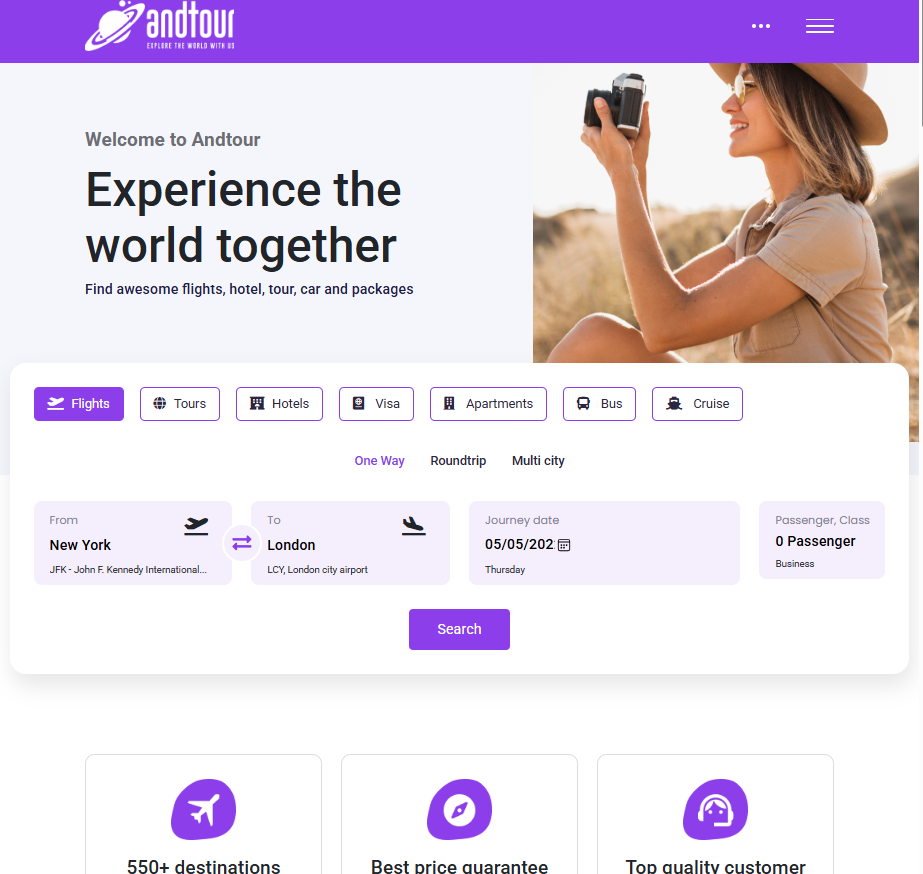 andtour
EXPLORE THE WORLD WITH US
Welcome to Andtour
Experience the
world together
Find awesome flights, hotel, tour, car and packages
Flights
Tours
Hotels
Visa
Apartments
Bus
Cruise
One Way
Roundtrip
Multi city
From
New York
JFK - John F. Kennedy International...
To
London
LCY, London city airport
Journey date
05/05/202
Thursday
Passenger, Class
0 Passenger
Business
Search
550+ destinations
Best price guarantee
Top quality customer